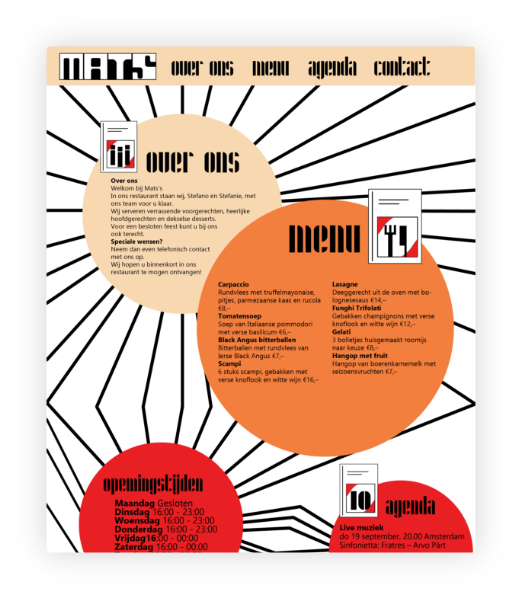 MATS'
over ons menu agenda contact
over ons
Over ons
Welkom bij Mats's
In ons restaurant staan wij, Stefano en Stefanie, met
ons team voor u klaar.
Wij serveren verrassende voorgerechten, heerlijke
hoofdgerechten en dekselse desserts.
Voor een besloten feest kunt u bij ons
ook terecht.
Speciale wensen?
Neem dan even telefonisch contact
met ons op.
Wij hopen u binnenkort in ons
restaurant te mogen ontvangen!
menu
Carpaccio
Rundvlees met truffelmayonaise,
pitjes, parmezaanse kaas en rucola
€8,–
Tomatensoep
Soep van Italiaanse pommodori
met verse basilicum €6,–
Black Angus bitterballen
Bitterballen met rundvlees van
Ierse Black Angus €7,–
Scampi
6 stuks scampi, gebakken met
verse knoflook en witte wijn €16,–
Lasagne
Deeggerecht uit de oven met bo-
lognesesaus €14,–
Funghi Trifolati
Gebakken champignons met verse
knoflook en witte wijn €12,–
Gelati
3 bolletjes huisgemaakt roomijs
naar keuze €8,–
Hangop met fruit
Hangop van boerenkarnemelk met
seizoensvruchten €7,–
openingstijden
Maandag Gesloten
Dinsdag 16:00 - 23:00
Woensdag 16:00 - 23:00
Donderdag 16:00 - 23:00
Vrijdag16:00 - 00:00
Zaterdag 16:00 - 00:00
10
agenda
Live muziek
do 19 september, 20.00 Amsterdam
Sinfonietta: Fratres – Arvo Pärt